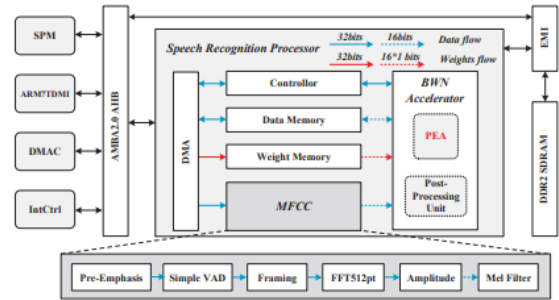 SPM
ARM7TDMI
DMAC
IntCtrl
AMBA2.0 AHB
Speech Recognition Processor
32bits
16bits
Data flow
32bits
16*1 bits
Weights flow
DMA
Controllor
Data Memory
Weight Memory
MFCC
BWN
Accelerator
PEA
Post-
Processing
Unit
EMI
DDR2 SDRAM
Pre-Emphasis
Simple VAD
Framing
FFT512pt
Amplitude
Mel Filter